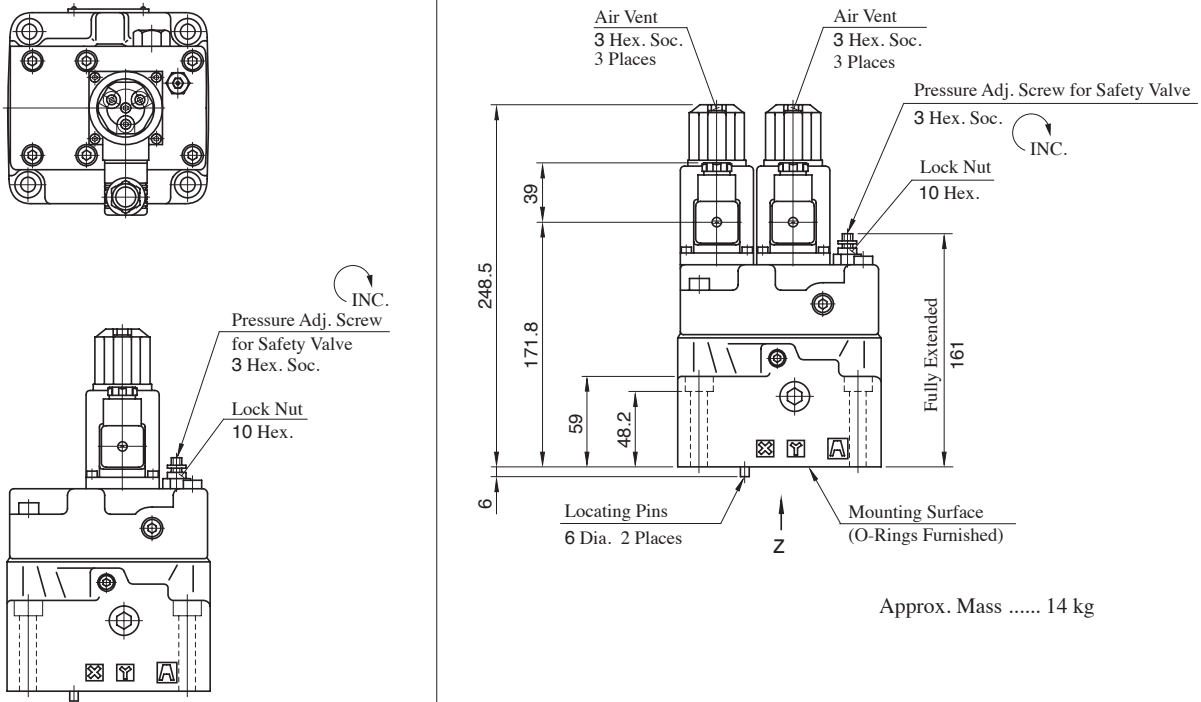 INC.
Pressure Adj. Screw
for Safety Valve
3 Hex. Soc.
Lock Nut
10 Hex.
X Y A
Air Vent
3 Hex. Soc.
3 Places
Air Vent
3 Hex. Soc.
3 Places
Pressure Adj. Screw for Safety Valve
3 Hex. Soc.
INC.
Lock Nut
10 Hex.
39
248.5
171.8
59
48.2
6
Fully Extended
161
X Y A
Locating Pins
6 Dia. 2 Places
Z
Mounting Surface
(O-Rings Furnished)
Approx. Mass ...... 14 kg